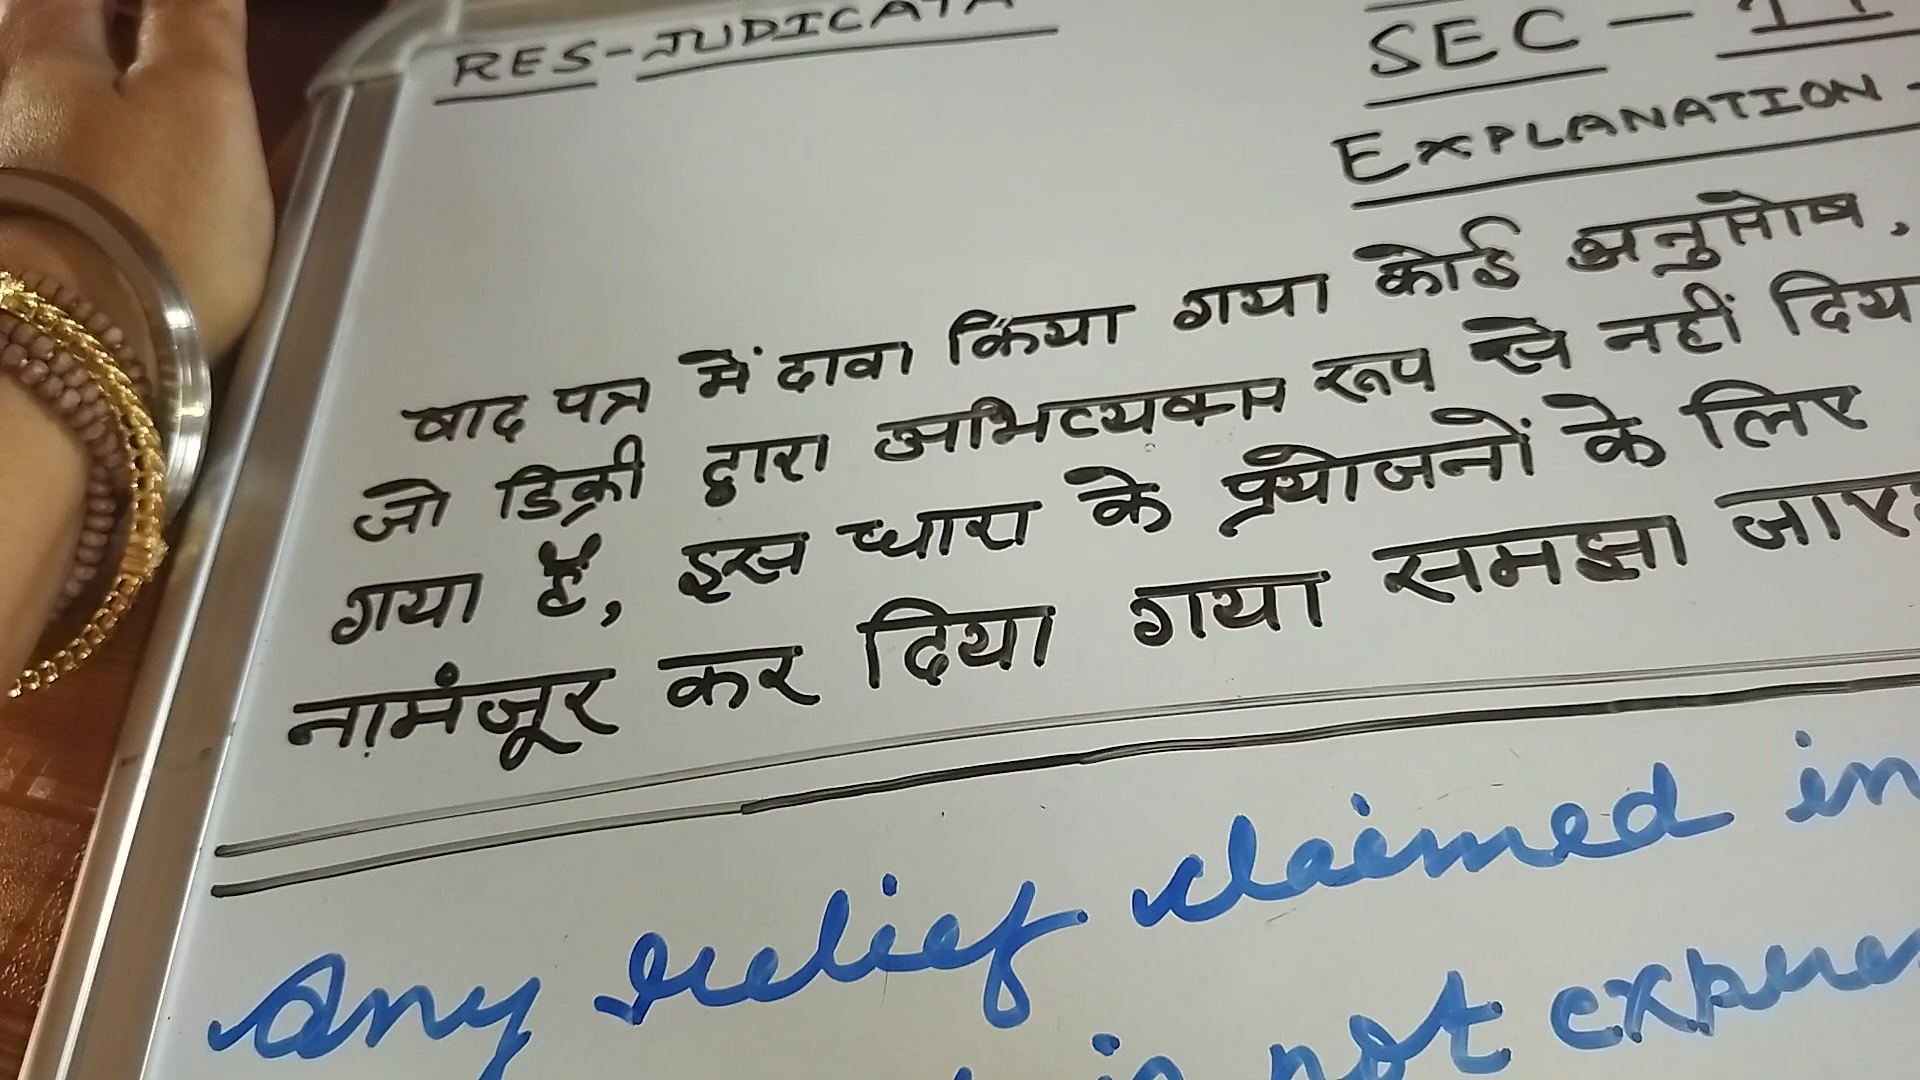 RES-JUDICATA
SEC - 11
EXPLANATION -
वाद पत्र में दावा किया गया कोई अनुतोष,
जो डिक्री द्वारा अभिव्यक्त रूप से नहीं दिया
गया है, इस धारा के प्रयोजनों के लिए
नामंजूर कर दिया गया समझा
Any relief claimed in
not